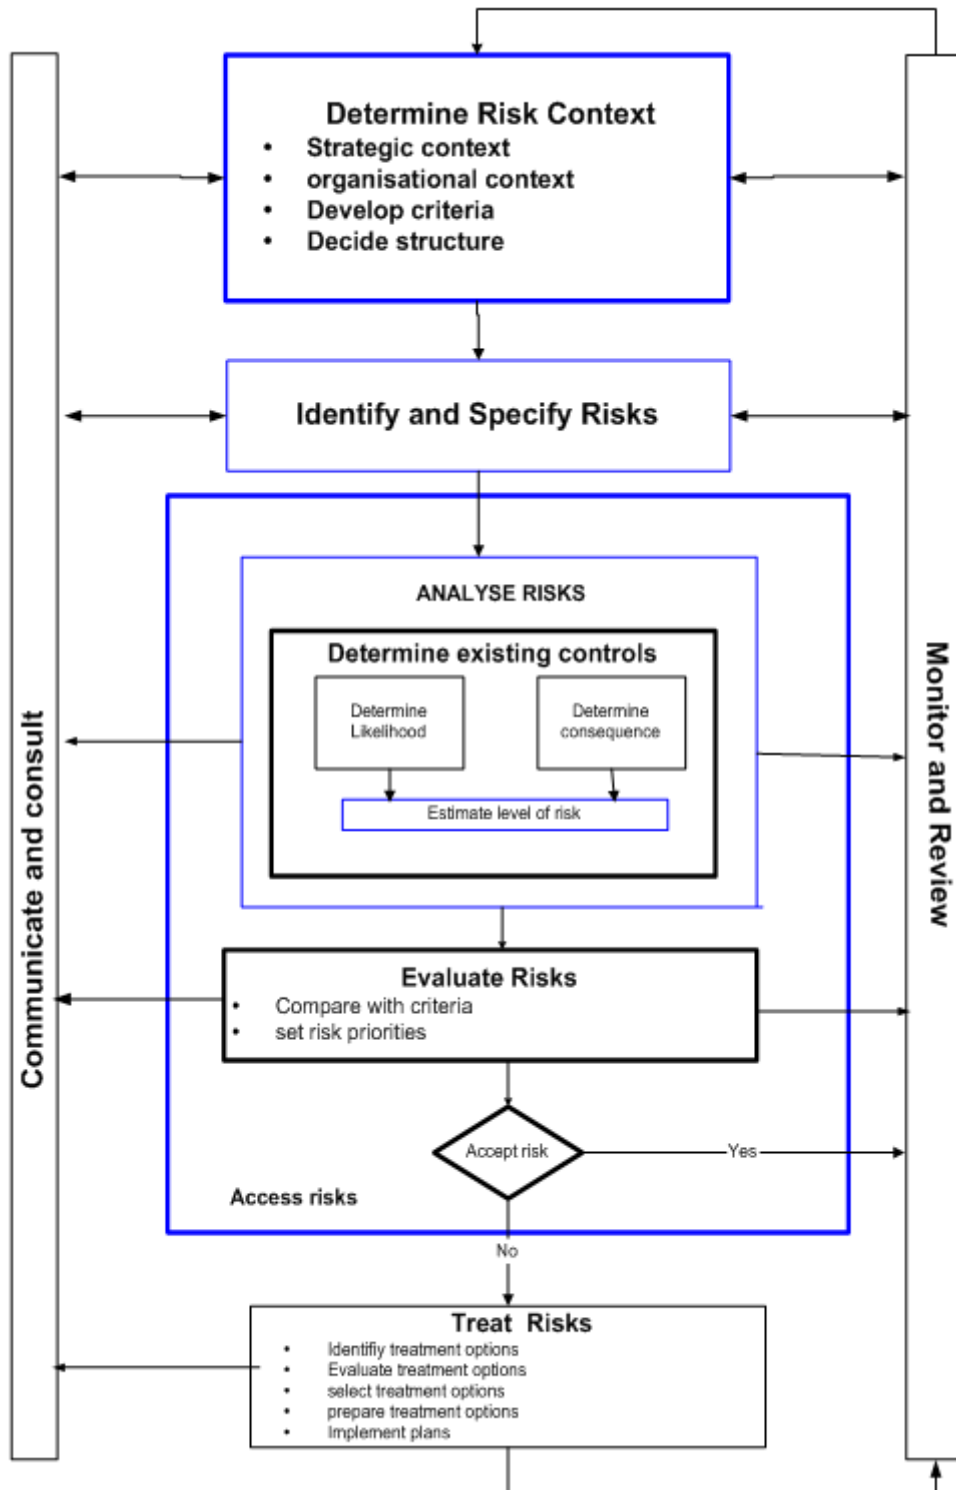 Determine Risk Context
• Strategic context
• organisational context
• Develop criteria
• Decide structure
Identify and Specify Risks
ANALYSE RISKS
Determine existing controls
Determine
Likelihood
Determine
consequence
Estimate level of risk
Evaluate Risks
• Compare with criteria
• set risk priorities
Accept risk
Yes
Access risks
No
Treat Risks
• Identifiy treatment options
• Evaluate treatment options
• select treatment options
• prepare treatment options
• Implement plans
Communicate and consult
Monitor and Review